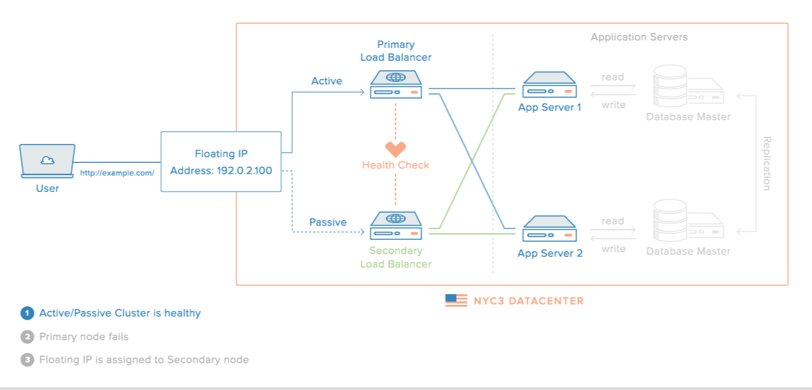 Application Servers
Primary
Load Balancer
Active
App Server 1
read
write
Database Master
Floating IP
Address: 192.0.2.100
http://example.com/
User
Health Check
Replication
Passive
Secondary
Load Balancer
App Server 2
read
write
Database Master
NYC3 DATACENTER
1 Active/Passive Cluster is healthy
2 Primary node fails
3 Floating IP is assigned to Secondary node